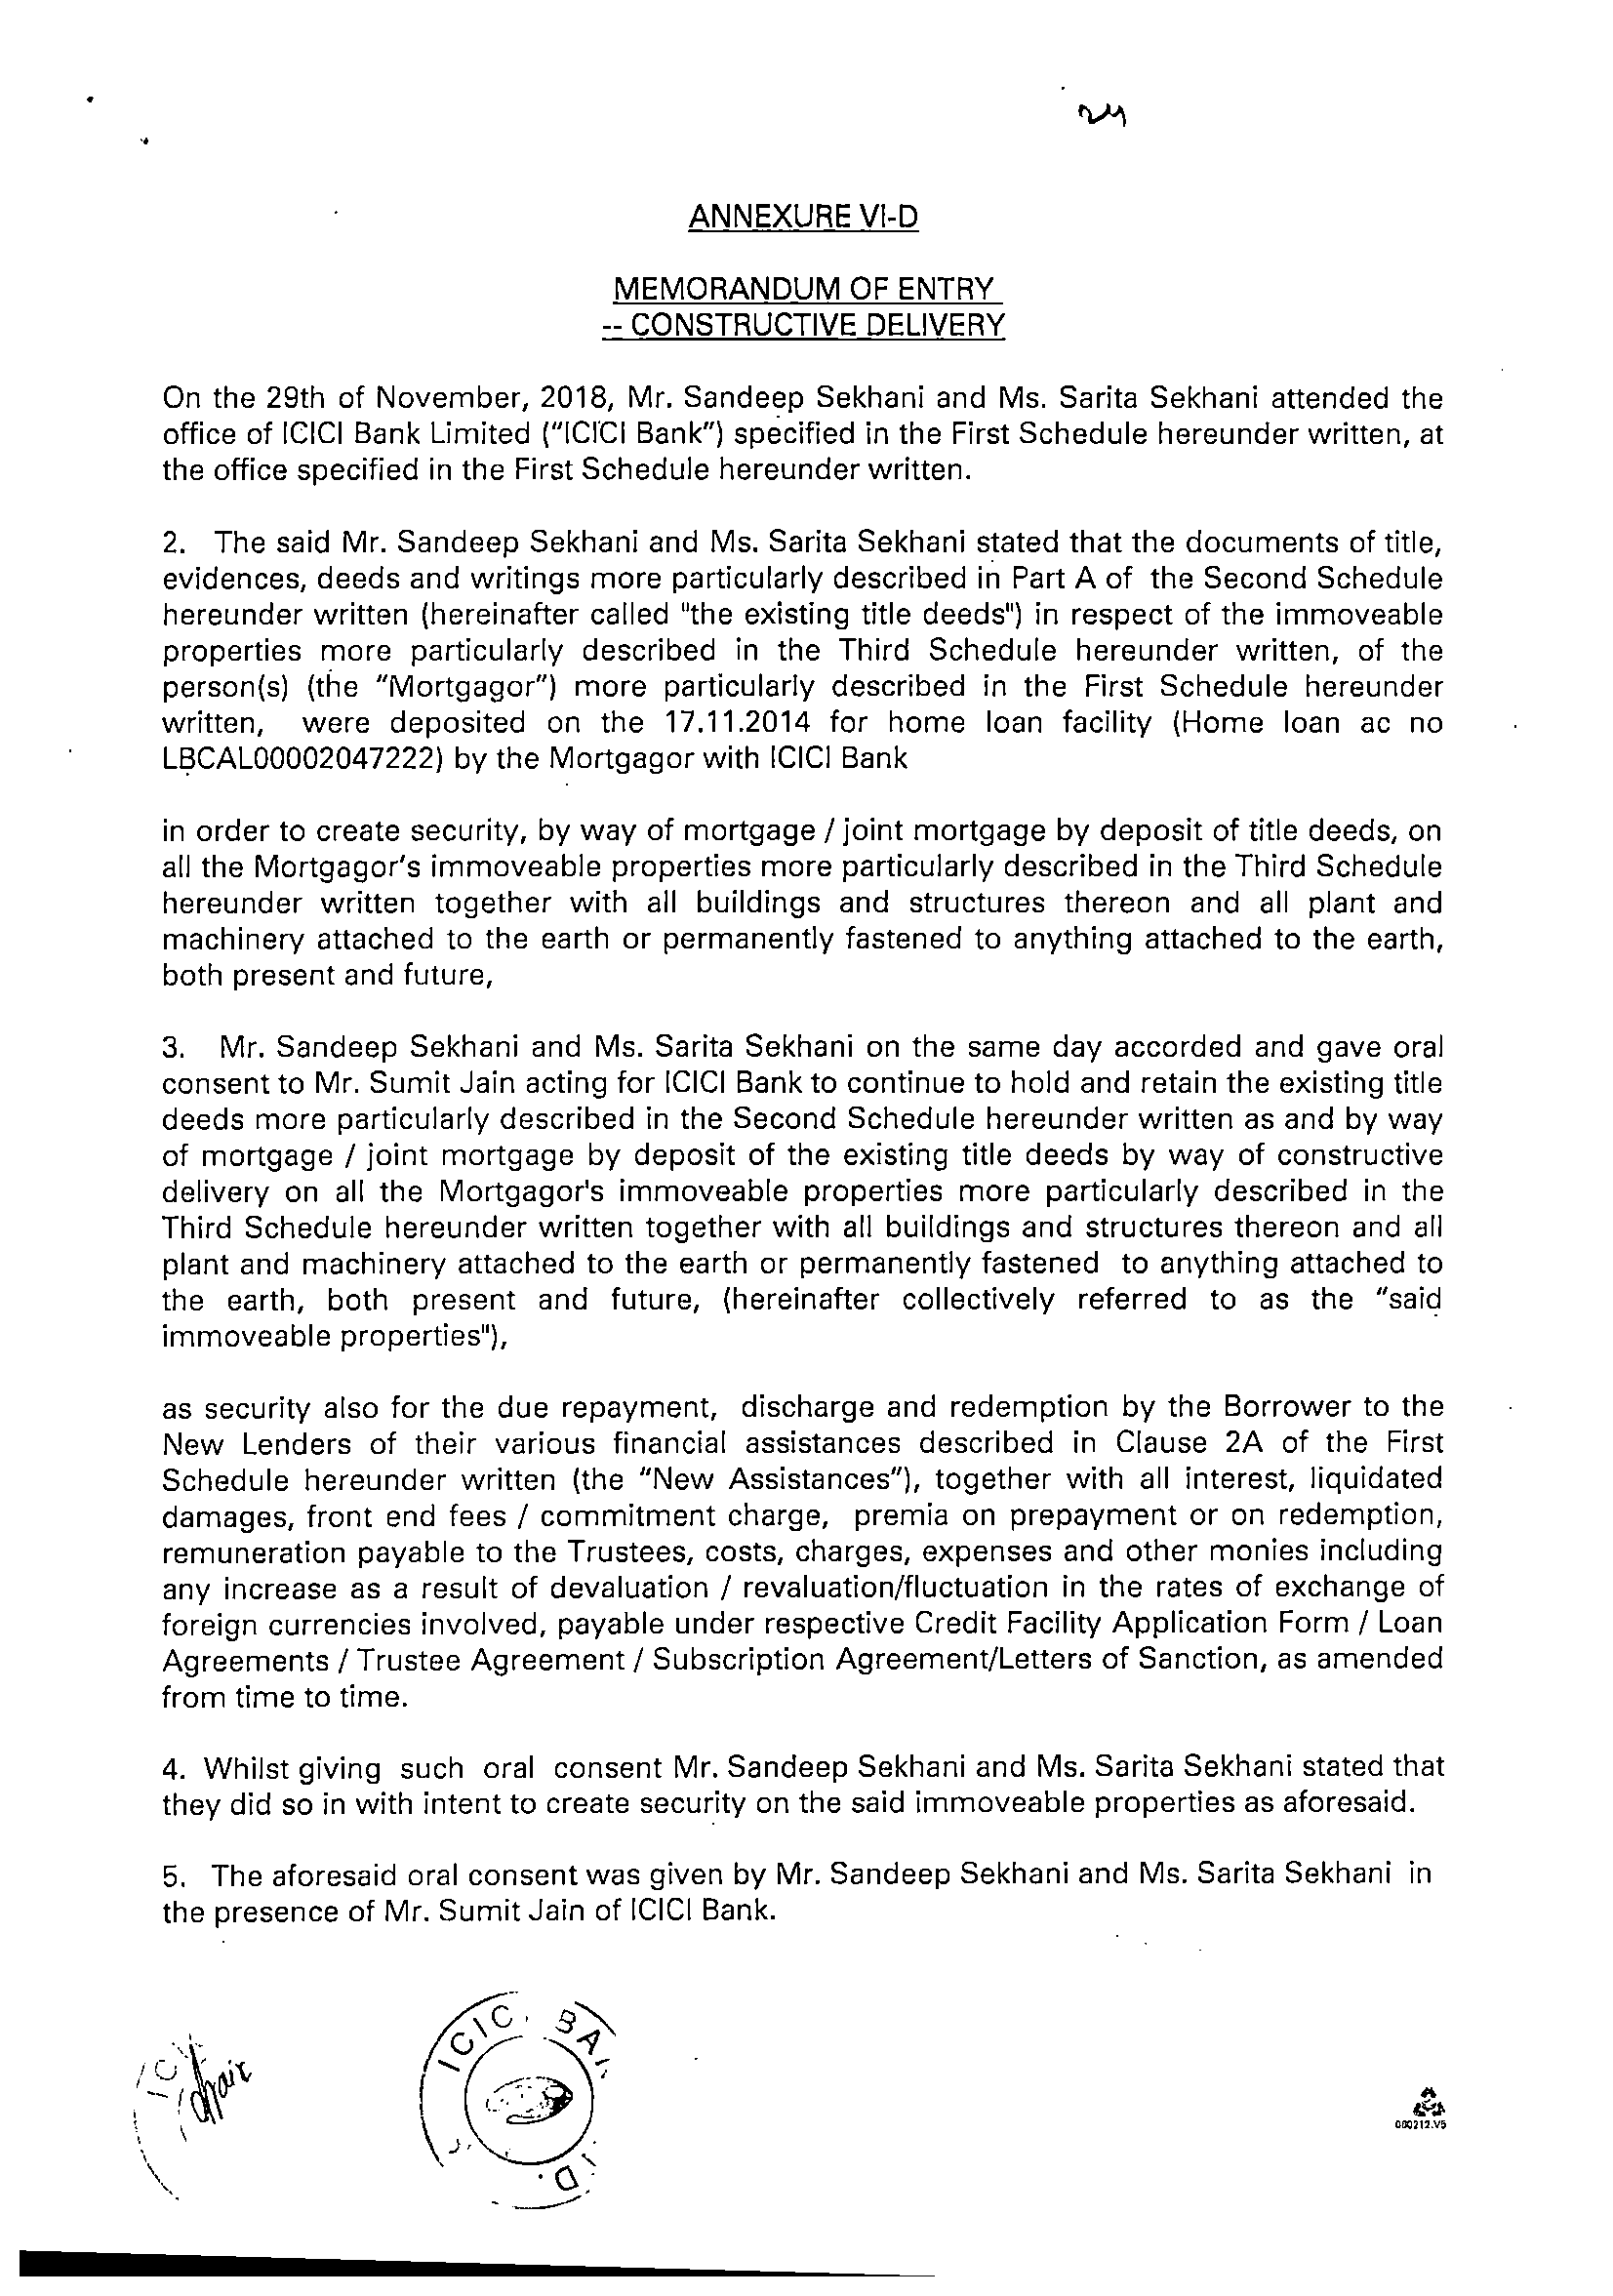 24
ANNEXURE VI-D
MEMORANDUM OF ENTRY
-- CONSTRUCTIVE DELIVERY
On the 29th of November, 2018, Mr. Sandeep Sekhani and Ms. Sarita Sekhani attended the
office of ICICI Bank Limited ("ICICI Bank") specified in the First Schedule hereunder written, at
the office specified in the First Schedule hereunder written.
2. The said Mr. Sandeep Sekhani and Ms. Sarita Sekhani stated that the documents of title,
evidences, deeds and writings more particularly described in Part A of the Second Schedule
hereunder written (hereinafter called "the existing title deeds") in respect of the immoveable
properties more particularly described in the Third Schedule hereunder written, of the
person(s) (the "Mortgagor") more particularly described in the First Schedule hereunder
written, were deposited on the 17.11.2014 for home loan facility (Home loan ac no
LBCAL00002047222) by the Mortgagor with ICICI Bank
in order to create security, by way of mortgage / joint mortgage by deposit of title deeds, on
all the Mortgagor's immoveable properties more particularly described in the Third Schedule
hereunder written together with all buildings and structures thereon and all plant and
machinery attached to the earth or permanently fastened to anything attached to the earth,
both present and future,
3. Mr. Sandeep Sekhani and Ms. Sarita Sekhani on the same day accorded and gave oral
consent to Mr. Sumit Jain acting for ICICI Bank to continue to hold and retain the existing title
deeds more particularly described in the Second Schedule hereunder written as and by way
of mortgage / joint mortgage by deposit of the existing title deeds by way of constructive
delivery on all the Mortgagor's immoveable properties more particularly described in the
Third Schedule hereunder written together with all buildings and structures thereon and all
plant and machinery attached to the earth or permanently fastened to anything attached to
the earth, both present and future, (hereinafter collectively referred to as the "said
immoveable properties"),
as security also for the due repayment, discharge and redemption by the Borrower to the
New Lenders of their various financial assistances described in Clause 2A of the First
Schedule hereunder written (the "New Assistances"), together with all interest, liquidated
damages, front end fees / commitment charge, premia on prepayment or on redemption,
remuneration payable to the Trustees, costs, charges, expenses and other monies including
any increase as a result of devaluation / revaluation/fluctuation in the rates of exchange of
foreign currencies involved, payable under respective Credit Facility Application Form / Loan
Agreements / Trustee Agreement / Subscription Agreement/Letters of Sanction, as amended
from time to time.
4. Whilst giving such oral consent Mr. Sandeep Sekhani and Ms. Sarita Sekhani stated that
they did so in with intent to create security on the said immoveable properties as aforesaid.
5. The aforesaid oral consent was given by Mr. Sandeep Sekhani and Ms. Sarita Sekhani in
the presence of Mr. Sumit Jain of ICICI Bank.
080212.V5